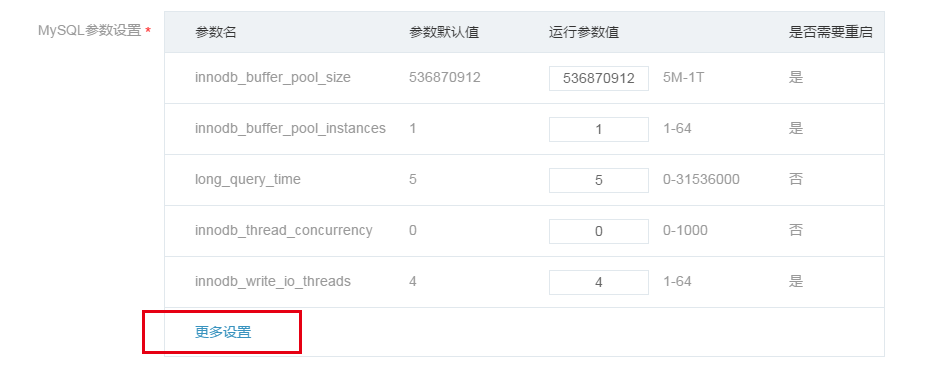 MySQL参数设置 * 参数名 参数默认值 运行参数值 是否需要重启
innodb_buffer_pool_size 536870912 536870912 5M-1T 是
innodb_buffer_pool_instances 1 1 1-64 是
long_query_time 5 5 0-31536000 否
innodb_thread_concurrency 0 0 0-1000 否
innodb_write_io_threads 4 4 1-64 是
更多设置